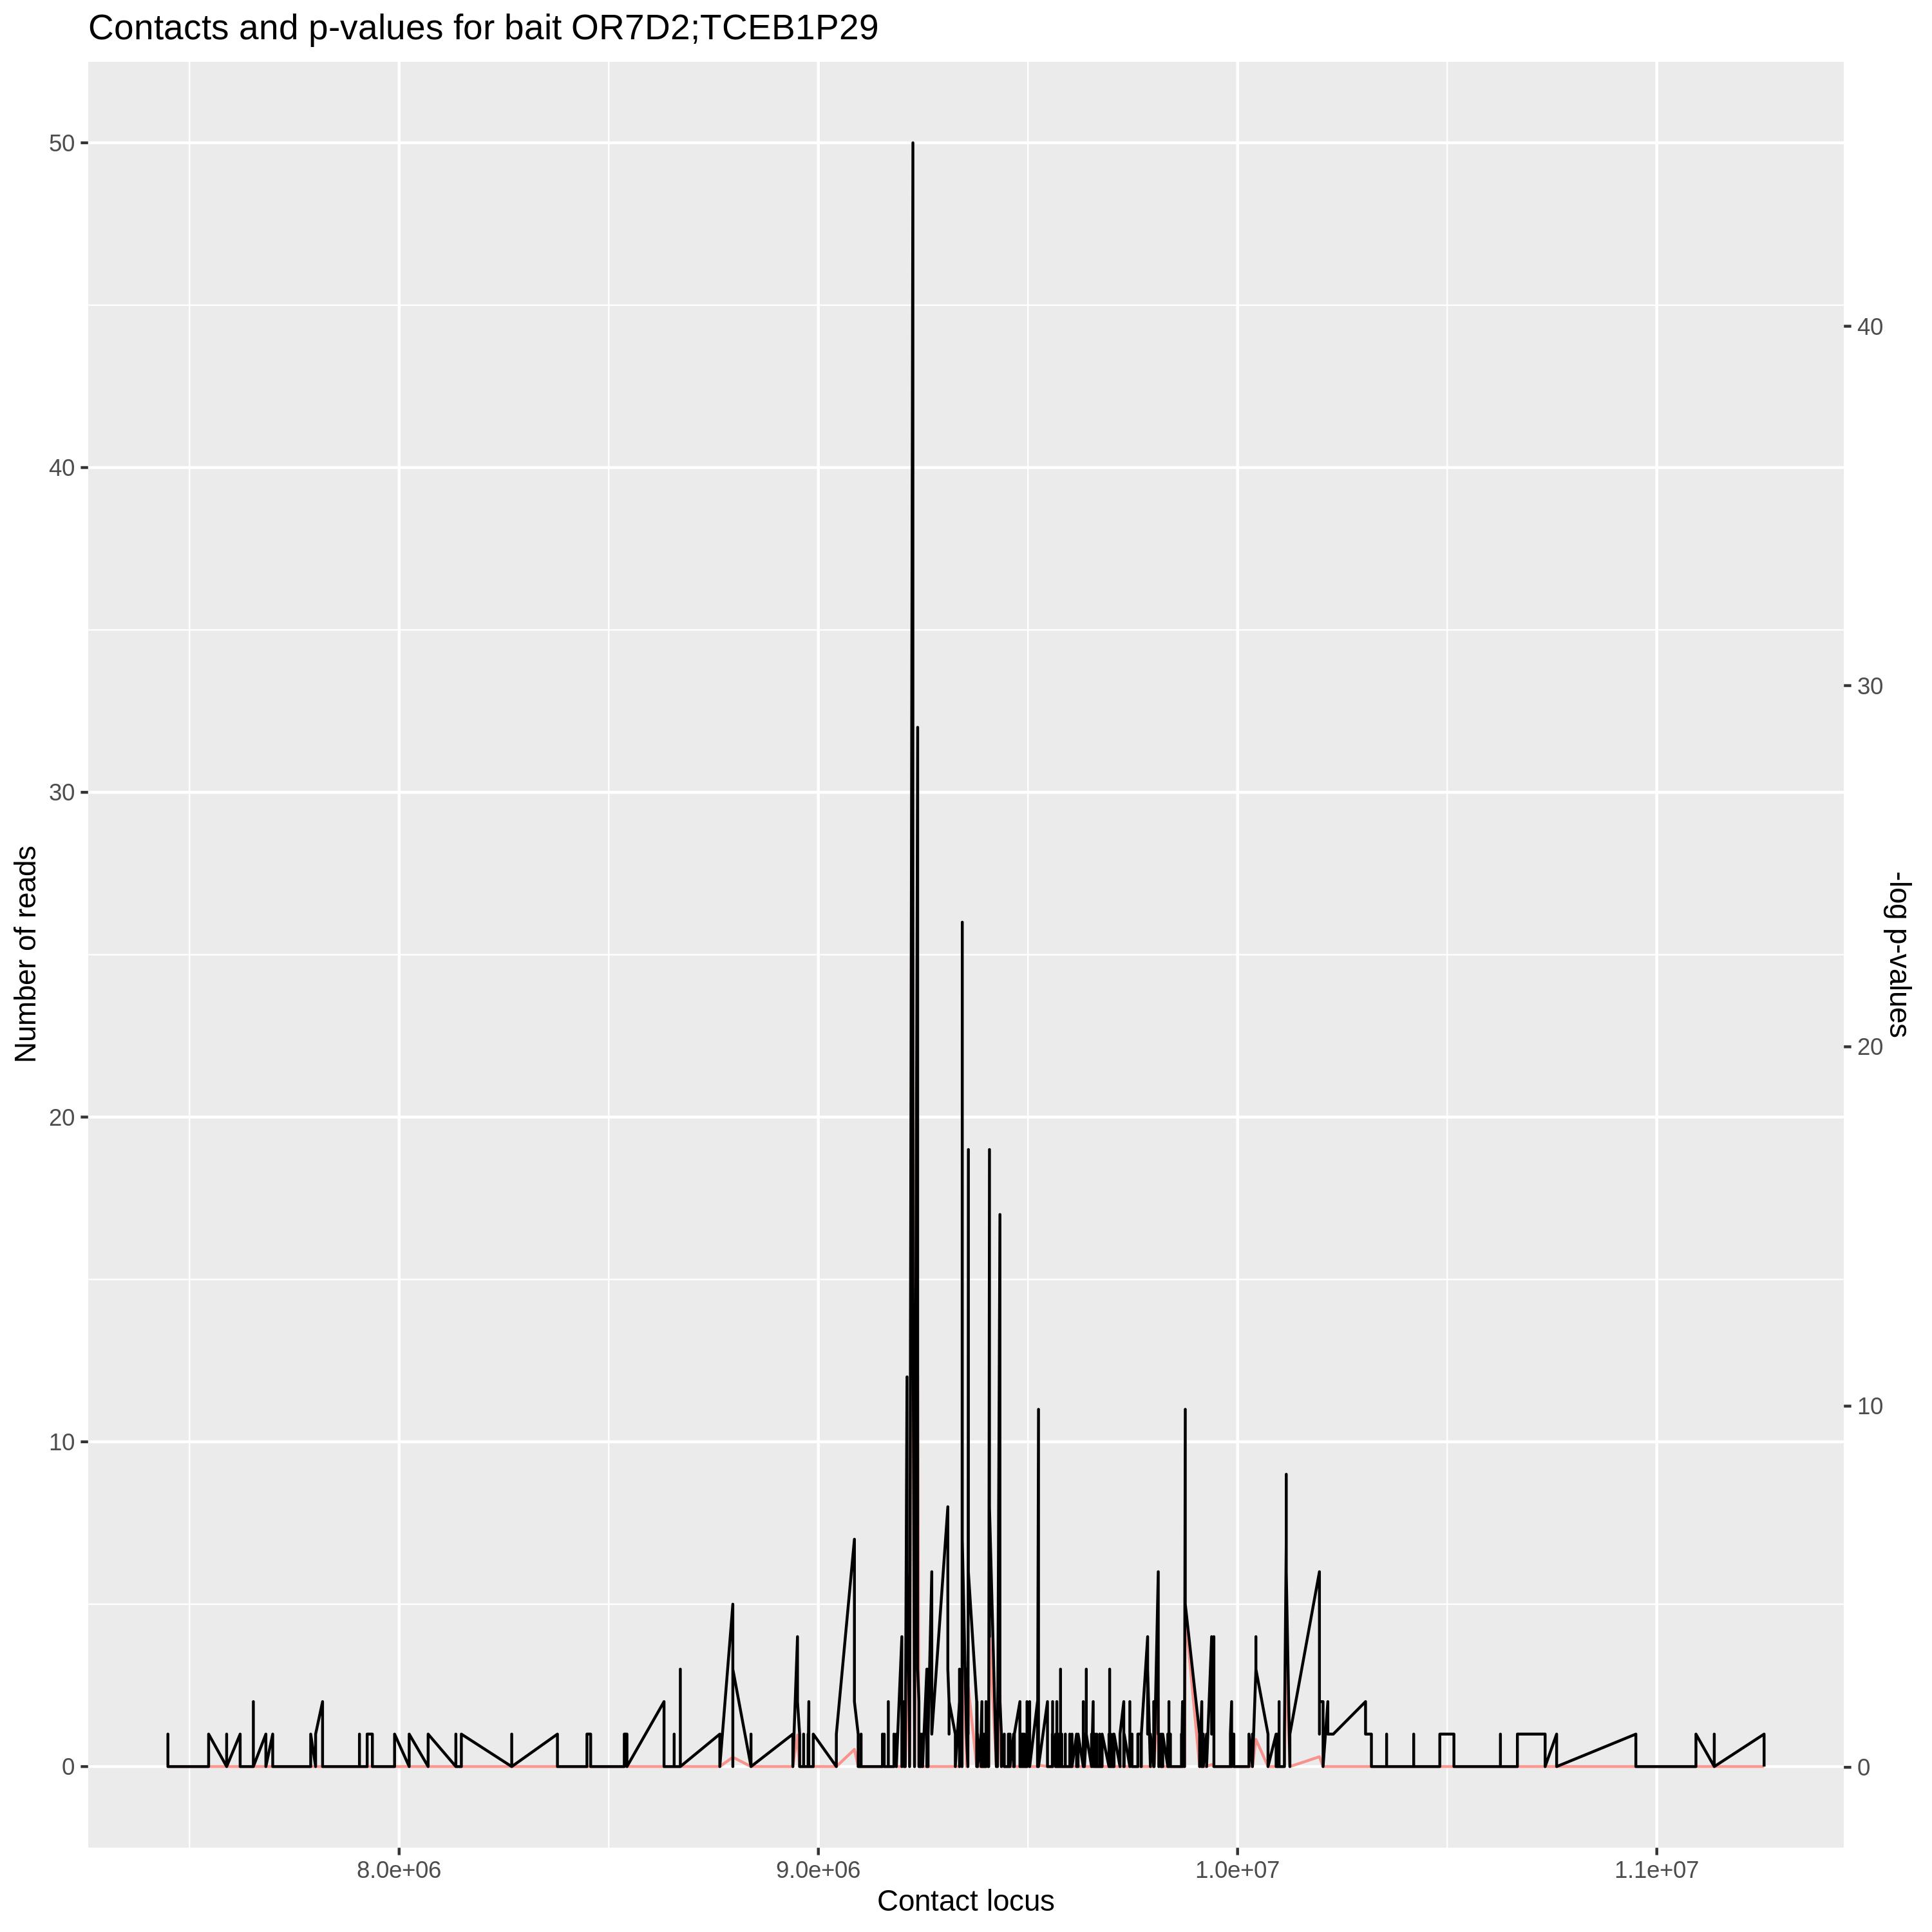 Contacts and p-values for bait OR7D2;TCEB1P29
50
40
30
20
10
0
Number of reads
40
30
20
10
0
-log p-values
8.0e+06
9.0e+06
1.0e+07
1.1e+07
Contact locus